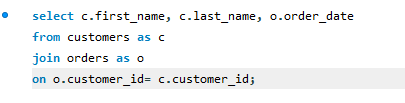 select c.first_name, c.last_name, o.order_date
from customers as c
join orders as o
on o.customer_id= c.customer_id;